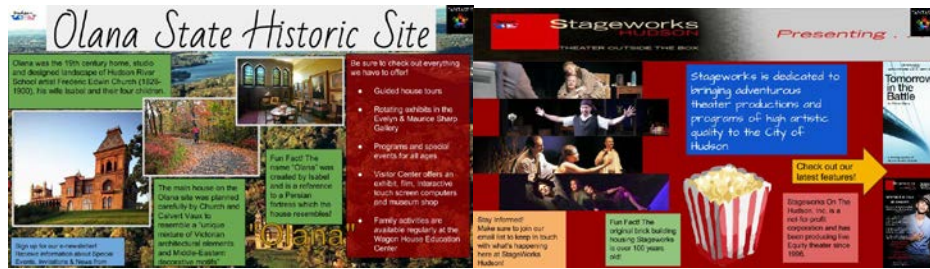 Olana State Historic Site
Olana was the 19th century home, studio
and designed landscape of Hudson River
School artist Frederic Edwin Church (1826-
1900), his wife Isabel and their four children.
Be sure to check out everything
we have to offer!
Guided house tours
Rotating exhibits in the
Evelyn & Maurice Sharp
Gallery
Programs and special
events for all ages
Visitor Center offers an
exhibit, film, interactive
touch screen computers
and museum shop
Family activities are
available regularly at the
Wagon House Education
Center
Fun Fact! The
name "Olana" was
created by Isabel
and is a reference
to a Persian
fortress which the
house resembles!
"Olana"
The main house on the
Olana site was planned
carefully by Church and
Calvert Vaux to
resemble a "unique
mixture of Victorian
architectural elements
and Middle-Eastern
decorative motifs"
Sign up for our e-newsletter!
Receive information about Special
Events, Invitations & News from
Stageworks
HUDSON
THEATER OUTSIDE THE BOX
Presenting . .
Stageworks is dedicated to
bringing adventurous
theater productions and
programs of high artistic
quality to the City of
Hudson
Tomorrow
in the
Battle
Check out our
latest features!
Stageworks On The
Hudson, Inc. is a
not-for-profit
corporation and has
been producing live
Equity theater since
1996.
Stay Informed!
Make sure to join our
email list to keep in touch
with what's happening
here at StageWorks
Hudson!
Fun Fact! The
original brick building
housing Stageworks
is over 100 years
old!